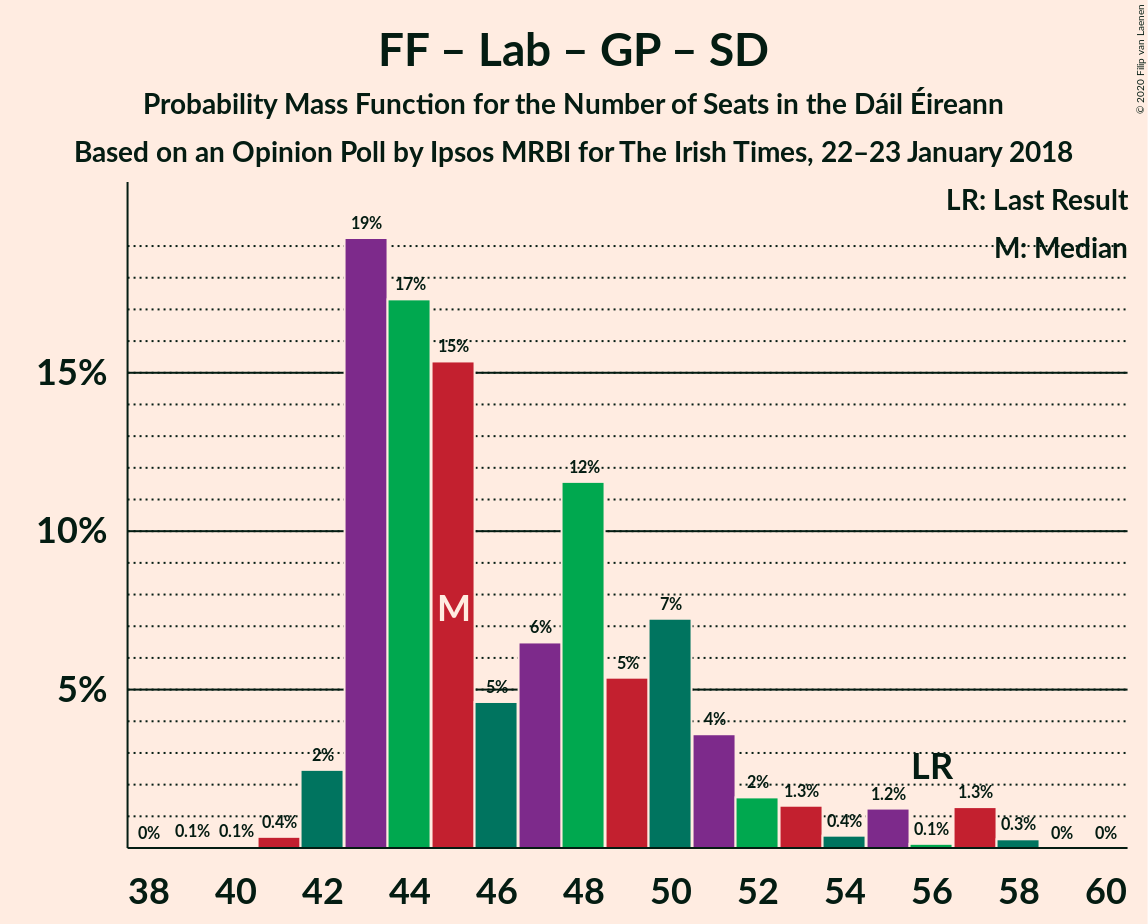 FF – Lab – GP – SD
Probability Mass Function for the Number of Seats in the Dáil Éireann
Based on an Opinion Poll by Ipsos MRBI for The Irish Times, 22–23 January 2018
© 2020 Filip van Laenen
LR: Last Result
M: Median
15%
10%
5%
0%
0.1%
0.1%
0.4%
2%
19%
17%
15%
5%
6%
12%
5%
7%
4%
2%
1.3%
0.4%
1.2%
0.1%
1.3%
0.3%
0%
0%
M
LR
38 40 42 44 46 48 50 52 54 56 58 60